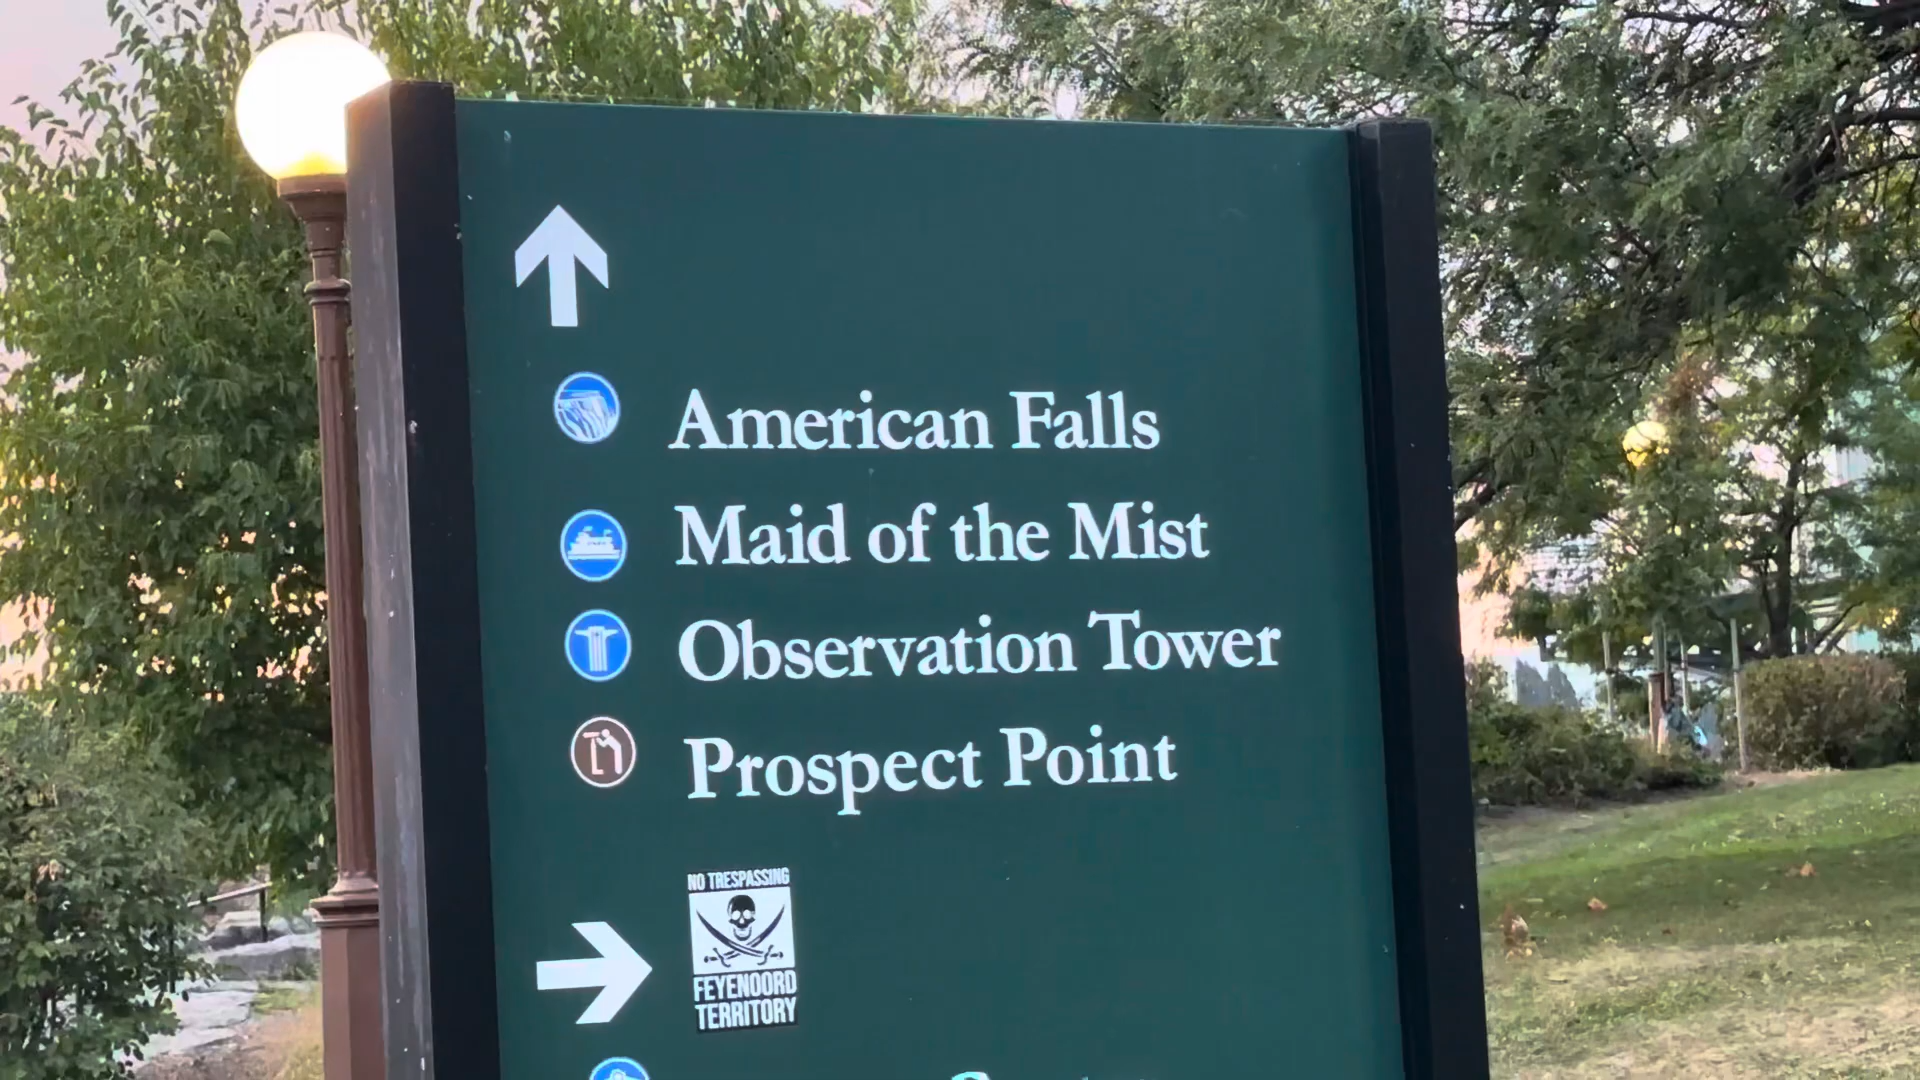 American Falls
Maid of the Mist
Observation Tower
Prospect Point
NO TRESPASSING
FEYENOORD
TERRITORY